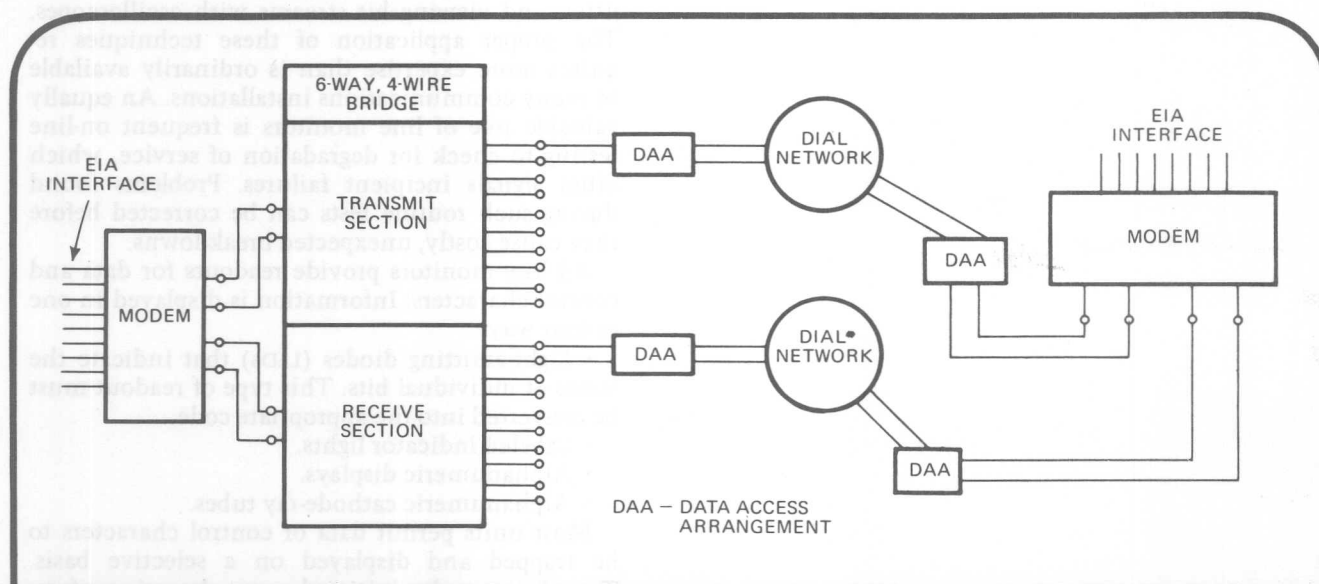 6-WAY, 4-WIRE
BRIDGE
EIA
INTERFACE
MODEM
TRANSMIT
SECTION
RECEIVE
SECTION
DAA
DIAL
NETWORK
DAA
EIA
INTERFACE
MODEM
DAA
DIAL
NETWORK
DAA
DAA – DATA ACCESS
ARRANGEMENT